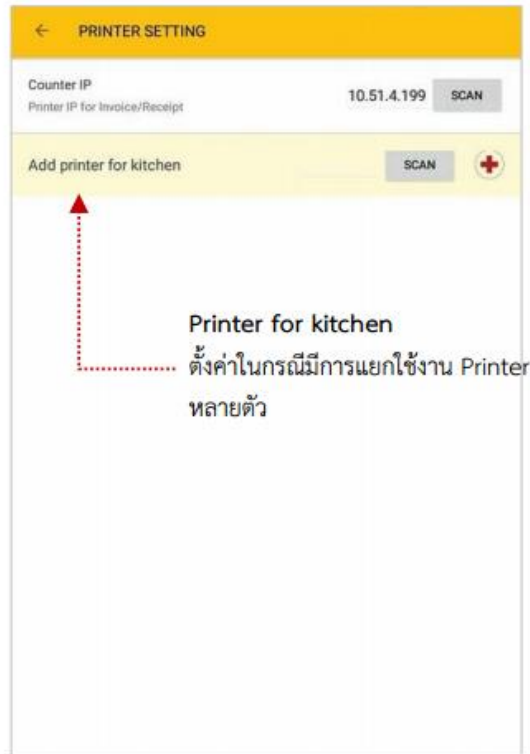 ← PRINTER SETTING
Counter IP
10.51.4.199 SCAN
Printer IP for Invoice/Receipt
Add printer for kitchen SCAN
Printer for kitchen
ตั้งค่าในกรณีมีการแยกใช้งาน Printer
หลายตัว